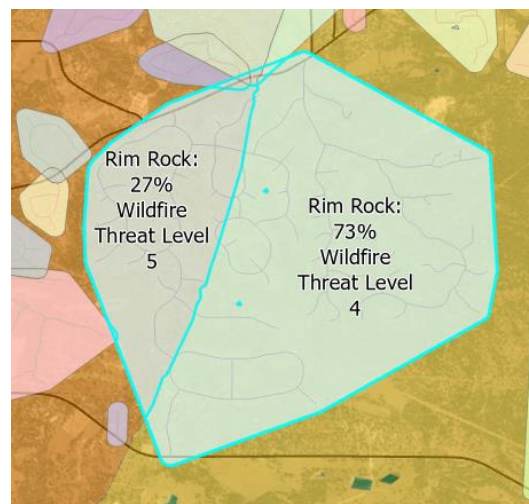 Rim Rock:
27%
Wildfire
Threat Level
5
Rim Rock:
73%
Wildfire
Threat Level
4